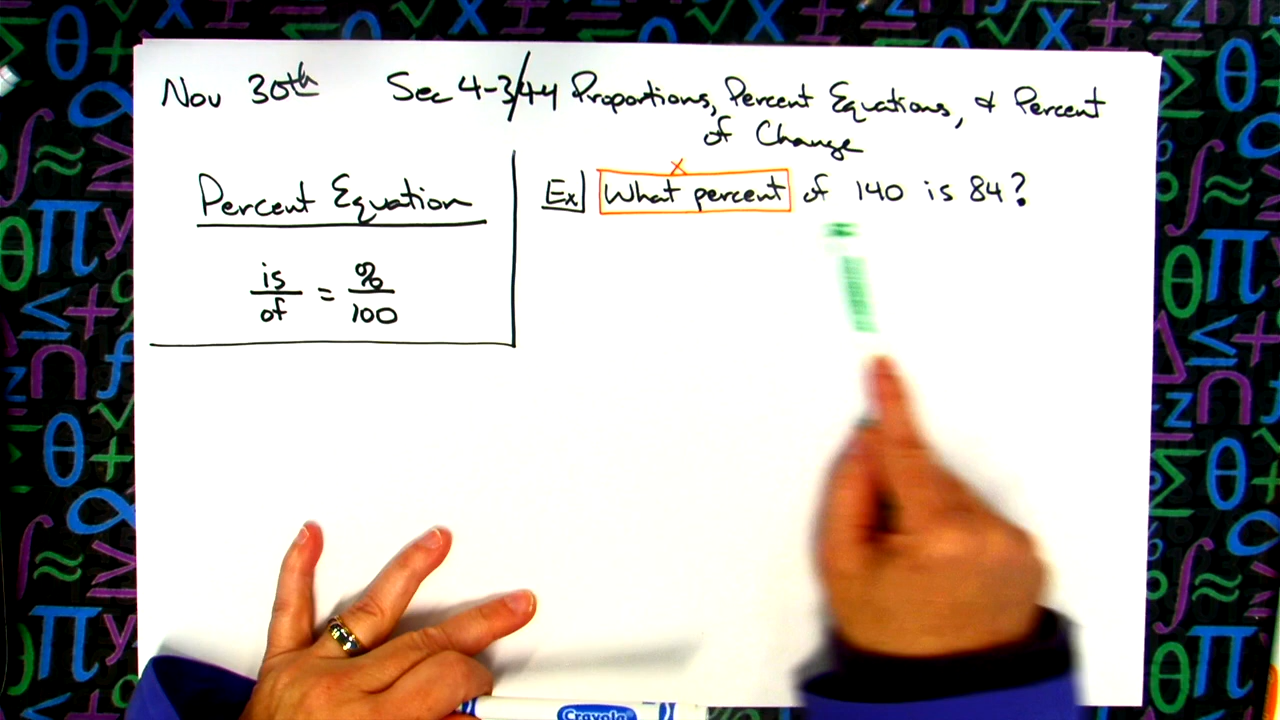 Nov 30th Sec 4-3/4-4 Proportions, Percent Equations, & Percent
of Change
Percent Equation
is/of = %/100
x
Ex] What percent of 140 is 84?
Crayola